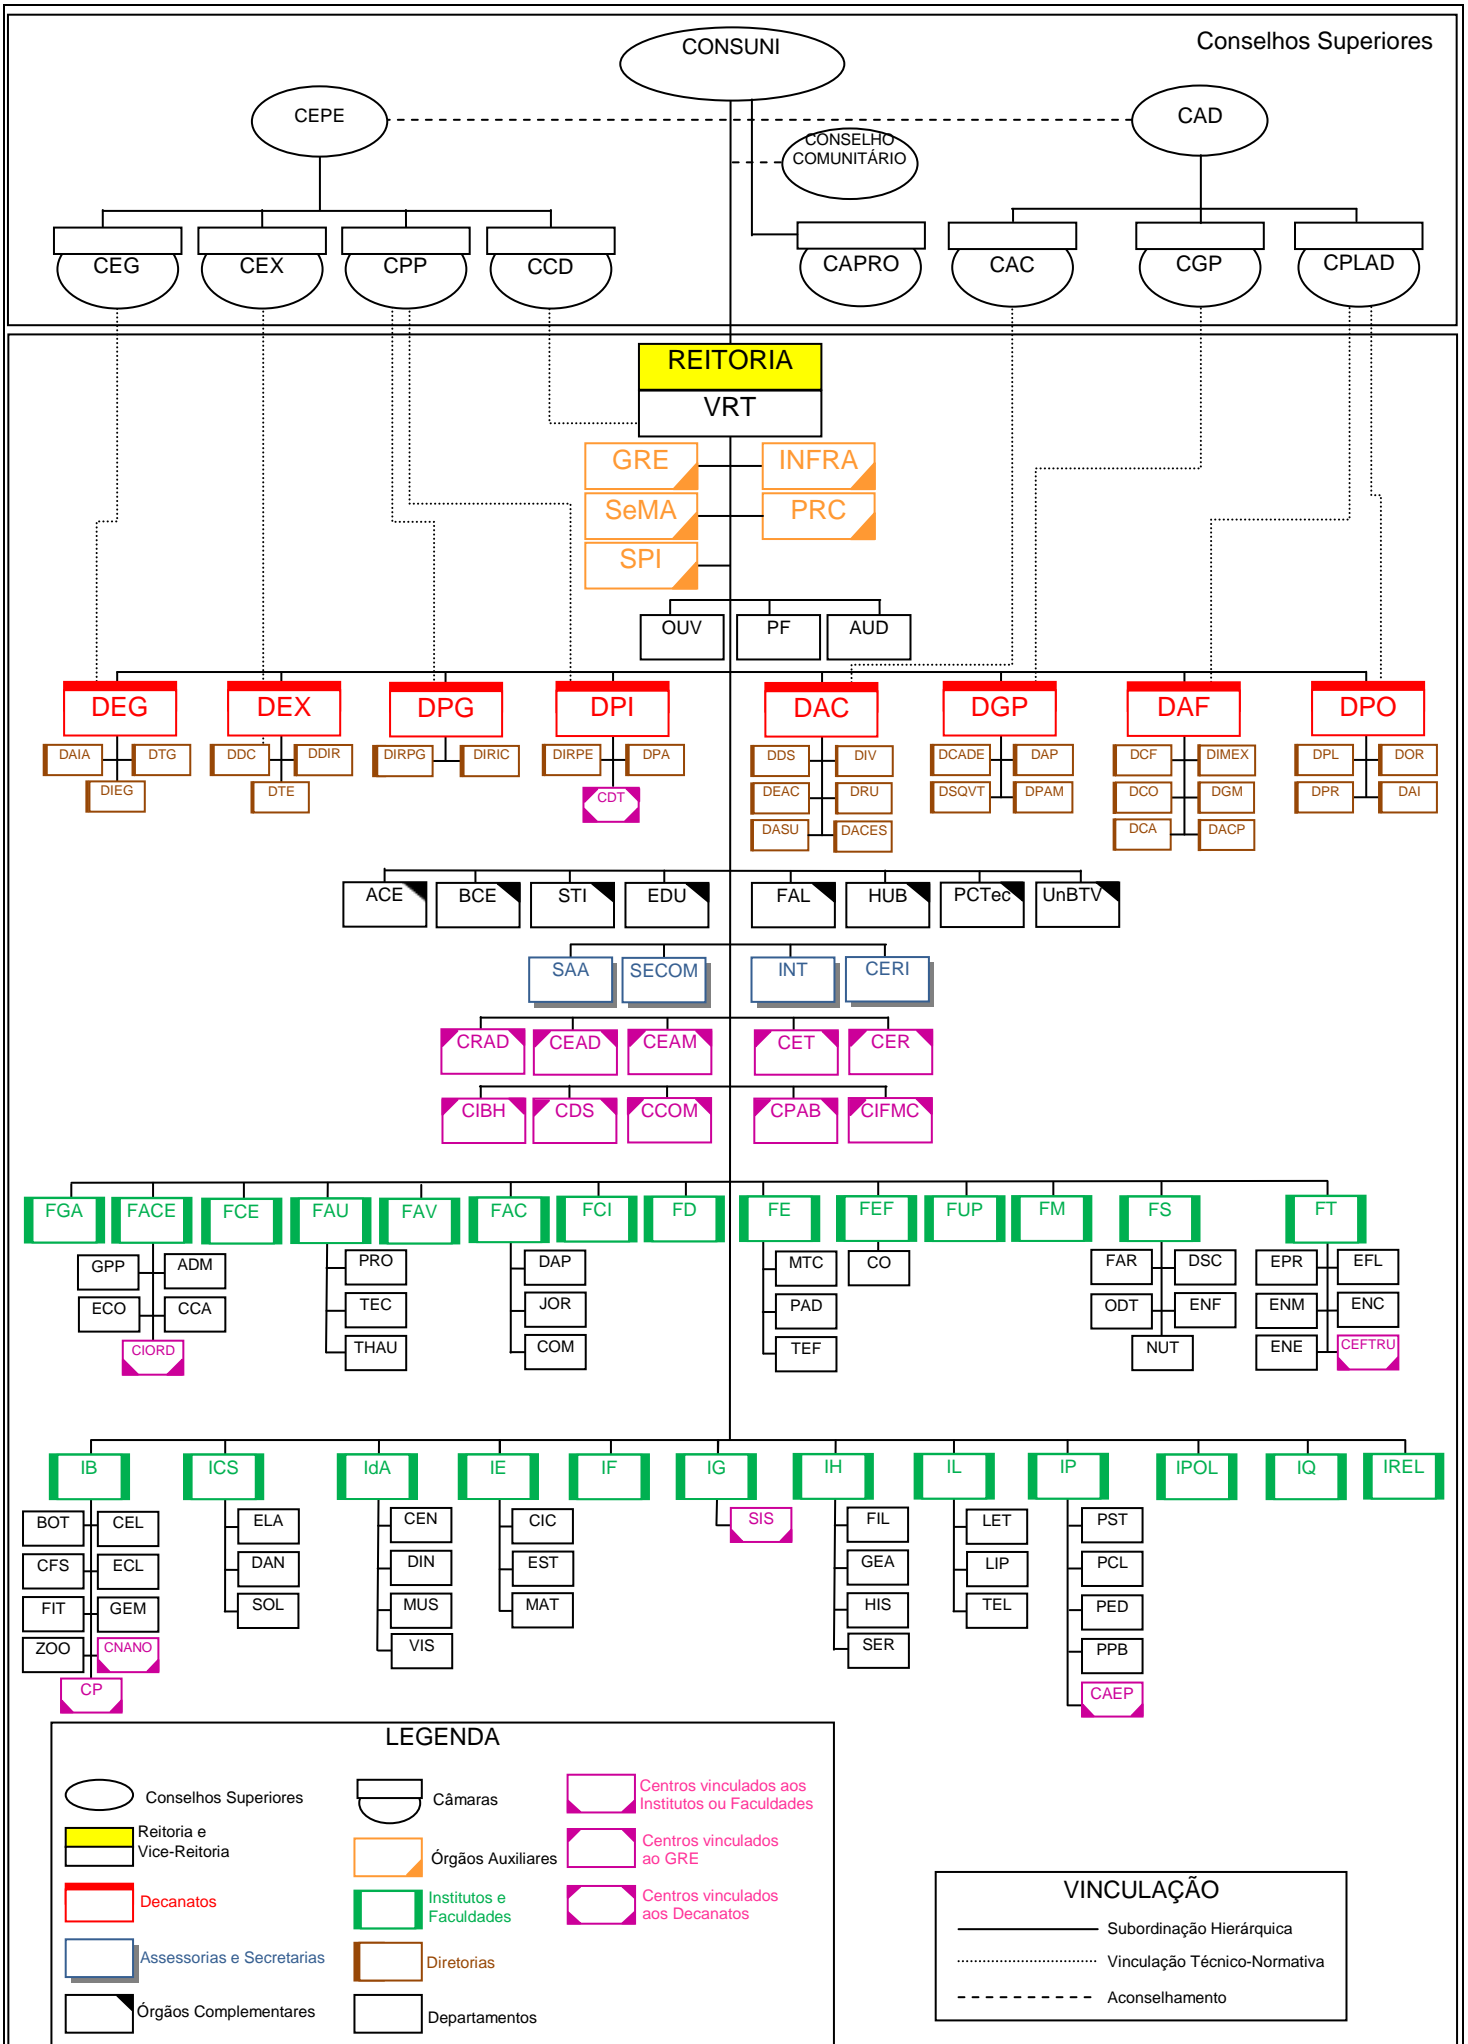 CONSUNI
Conselhos Superiores
CEPE
CAD
CONSELHO
COMUNITÁRIO
CEG
CEX
CPP
CCD
CAPRO
CAC
CGP
CPLAD
REITORIA
VRT
GRE
INFRA
SeMA
PRC
SPI
OUV
PF
AUD
DEG
DEX
DPG
DPI
DAC
DGP
DAF
DPO
DAIA
DTG
DDC
DDIR
DIRPG
DIRIC
DIRPE
DPA
DDS
DIV
DCADE
DAP
DCF
DIMEX
DPL
DOR
DIEG
DTE
CDT
DEAC
DRU
DSQVT
DPAM
DCO
DGM
DPR
DAI
DASU
DACES
DCA
DACP
ACE
BCE
STI
EDU
FAL
HUB
PCTec
UnBTV
SAA
SECOM
INT
CERI
CRAD
CEAD
CEAM
CET
CER
CIBH
CDS
CCOM
CPAB
CIFMC
FGA
FACE
FCE
FAU
FAV
FAC
FCI
FD
FE
FEF
FUP
FM
FS
FT
GPP
ADM
PRO
DAP
MTC
CO
FAR
DSC
EPR
EFL
ECO
CCA
TEC
JOR
PAD
ODT
ENF
ENM
ENC
CIORD
THAU
COM
TEF
NUT
ENE
CEFTRU
IB
ICS
IdA
IE
IF
IG
IH
IL
IP
IPOL
IQ
IREL
BOT
CEL
ELA
CEN
CIC
SIS
FIL
LET
PST
CFS
ECL
DAN
DIN
EST
GEA
LIP
PCL
FIT
GEM
SOL
MUS
MAT
HIS
TEL
PED
ZOO
CNANO
VIS
SER
PPB
CP
CAEP
LEGENDA
Conselhos Superiores
Câmaras
Centros vinculados aos
Institutos ou Faculdades
Reitoria e
Vice-Reitoria
Órgãos Auxiliares
Centros vinculados
ao GRE
Decanatos
Institutos e
Faculdades
Centros vinculados
aos Decanatos
Assessorias e Secretarias
Diretorias
Órgãos Complementares
Departamentos
VINCULAÇÃO
Subordinação Hierárquica
Vinculação Técnico-Normativa
Aconselhamento